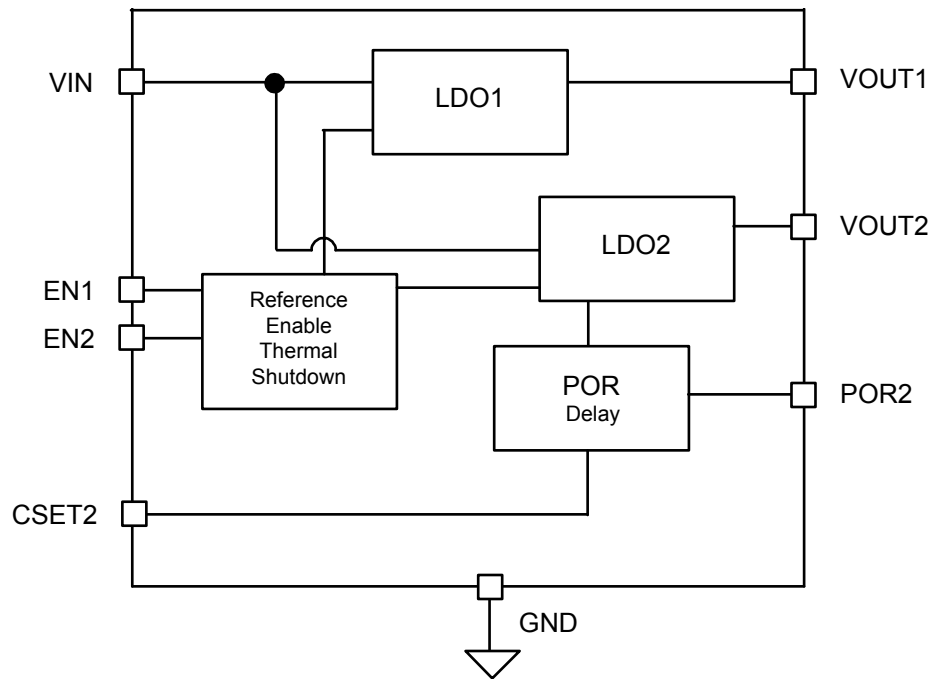 VIN
LDO1
VOUT1
LDO2
VOUT2
EN1
EN2
Reference
Enable
Thermal
Shutdown
POR
Delay
POR2
CSET2
GND